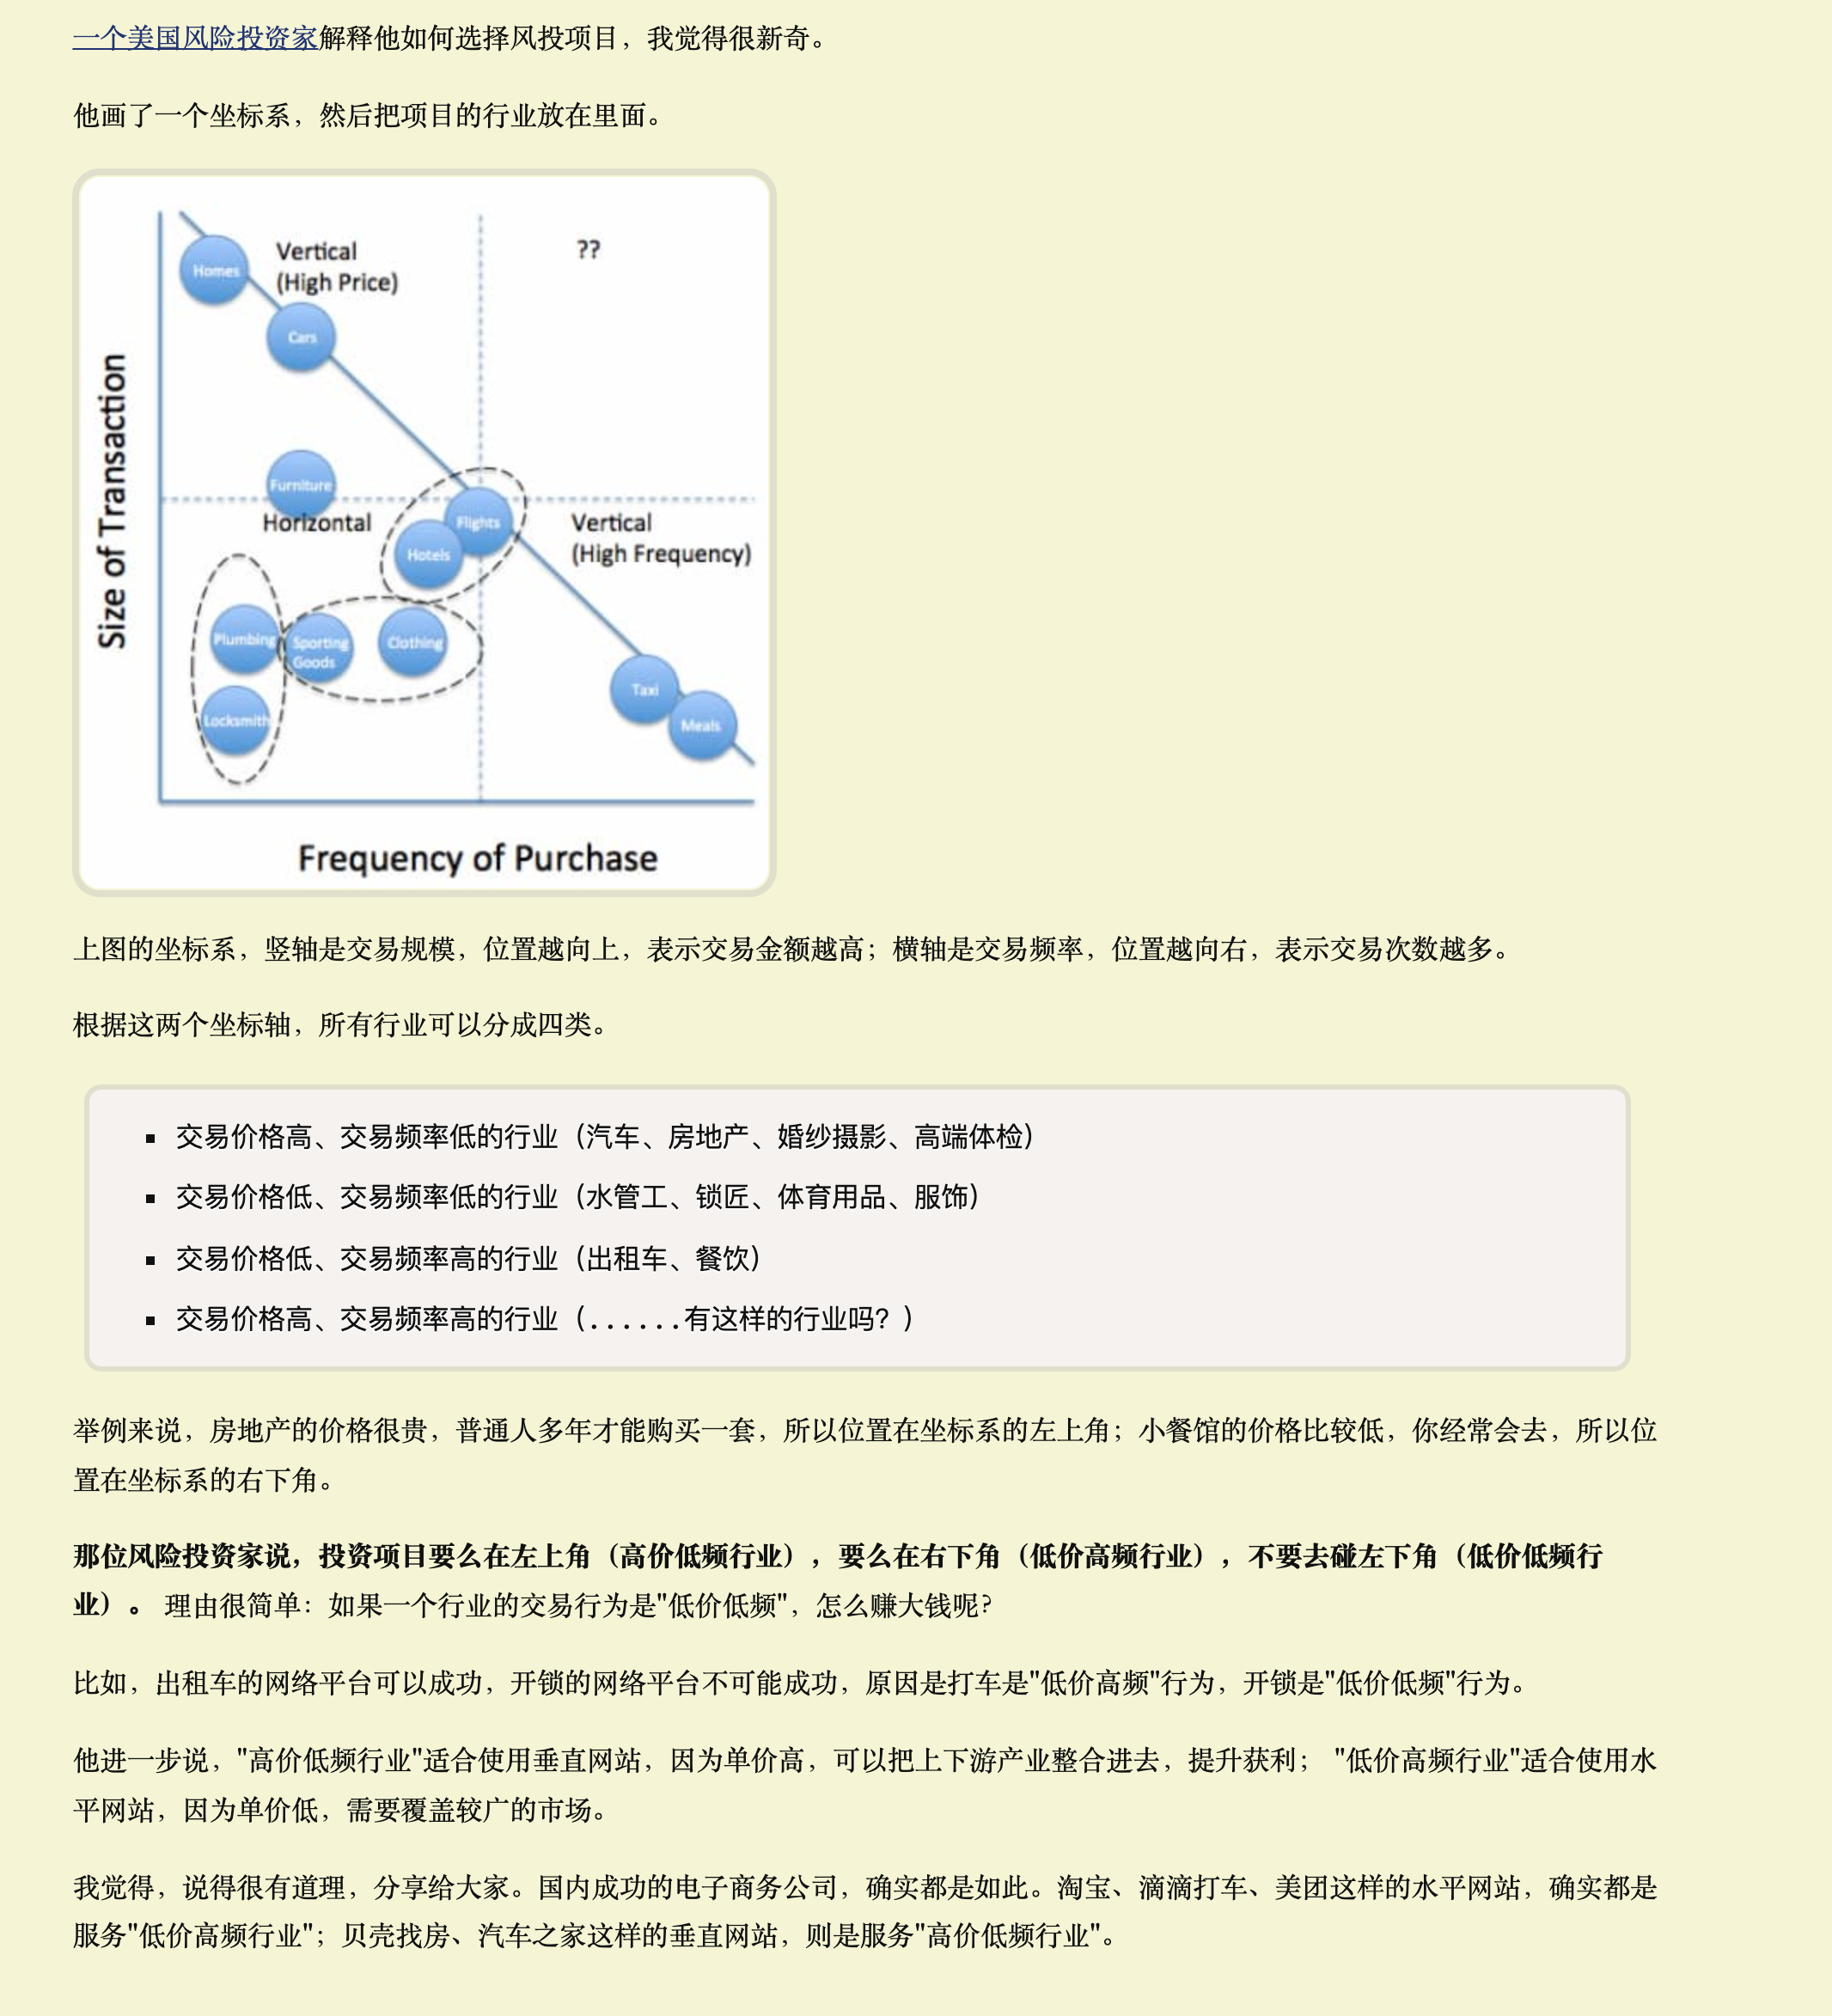 一个美国风险投资家解释他如何选择风投项目，我觉得很新奇。
他画了一个坐标系，然后把项目的行业放在里面。
Size of Transaction
Homes
Vertical
(High Price)
??
Cars
Furniture
Horizontal
Flights
Hotels
Vertical
(High Frequency)
Plumbing
Sporting
Goods
Clothing
Locksmith
Taxi
Meals
Frequency of Purchase
上图的坐标系，竖轴是交易规模，位置越向上，表示交易金额越高；横轴是交易频率，位置越向右，表示交易次数越多。
根据这两个坐标轴，所有行业可以分成四类。
▪ 交易价格高、交易频率低的行业（汽车、房地产、婚纱摄影、高端体检）
▪ 交易价格低、交易频率低的行业（水管工、锁匠、体育用品、服饰）
▪ 交易价格低、交易频率高的行业（出租车、餐饮）
▪ 交易价格高、交易频率高的行业（......有这样的行业吗？）
举例来说，房地产的价格很贵，普通人多年才能购买一套，所以位置在坐标系的左上角；小餐馆的价格比较低，你经常会去，所以位
置在坐标系的右下角。
那位风险投资家说，投资项目要么在左上角（高价低频行业），要么在右下角（低价高频行业），不要去碰左下角（低价低频行
业）。 理由很简单：如果一个行业的交易行为是"低价低频"，怎么赚大钱呢？
比如，出租车的网络平台可以成功，开锁的网络平台不可能成功，原因是打车是"低价高频"行为，开锁是"低价低频"行为。
他进一步说，"高价低频行业"适合使用垂直网站，因为单价高，可以把上下游产业整合进去，提升获利； "低价高频行业"适合使用水
平网站，因为单价低，需要覆盖较广的市场。
我觉得，说得很有道理，分享给大家。国内成功的电子商务公司，确实都是如此。淘宝、滴滴打车、美团这样的水平网站，确实都是
服务"低价高频行业"；贝壳找房、汽车之家这样的垂直网站，则是服务"高价低频行业"。